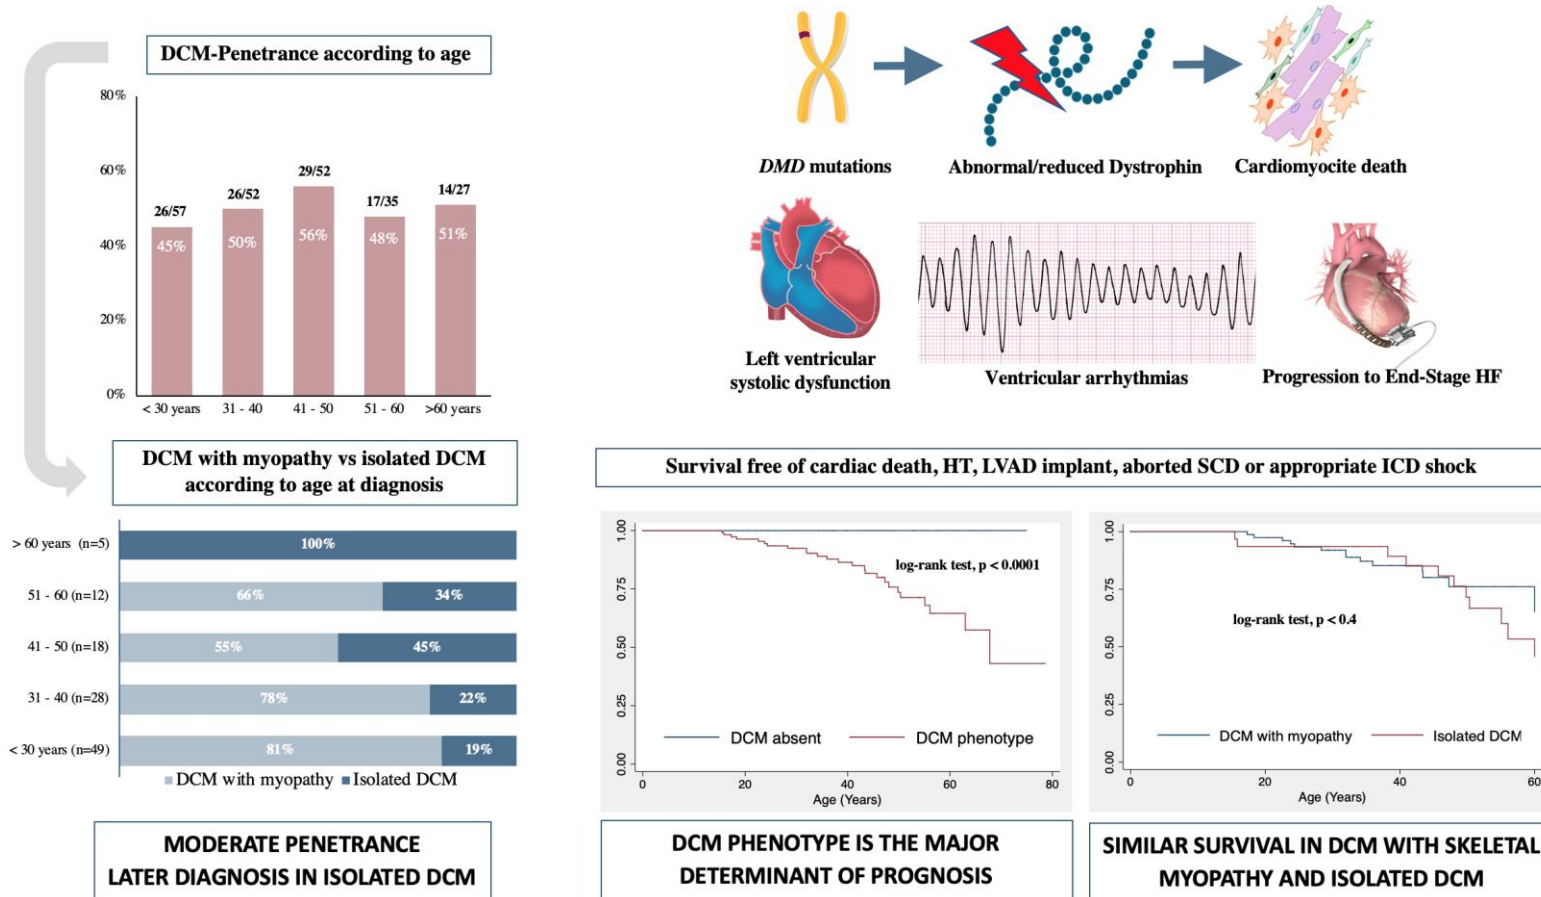 DCM-Penetrance according to age
80%
60%
40%
20%
0%
26/57
26/52
29/52
17/35
14/27
45%
50%
56%
48%
51%
< 30 years
31 - 40
41 - 50
51 - 60
>60 years
DCM with myopathy vs isolated DCM
according to age at diagnosis
> 60 years (n=5)
100%
51 - 60 (n=12)
66%
34%
41 - 50 (n=18)
55%
45%
31 - 40 (n=28)
78%
22%
< 30 years (n=49)
81%
19%
DCM with myopathy
Isolated DCM
MODERATE PENETRANCE
LATER DIAGNOSIS IN ISOLATED DCM
DMD mutations
Abnormal/reduced Dystrophin
Cardiomyocite death
Left ventricular
systolic dysfunction
Ventricular arrhythmias
Progression to End-Stage HF
Survival free of cardiac death, HT, LVAD implant, aborted SCD or appropriate ICD shock
1.00
0.75
0.50
0.25
0.00
log-rank test, p < 0.0001
DCM absent
DCM phenotype
0
20
40
60
80
Age (Years)
DCM PHENOTYPE IS THE MAJOR
DETERMINANT OF PROGNOSIS
1.00
0.75
0.50
0.25
0.00
log-rank test, p < 0.4
DCM with myopathy
Isolated DCM
0
20
40
60
Age (Years)
SIMILAR SURVIVAL IN DCM WITH SKELETAL
MYOPATHY AND ISOLATED DCM